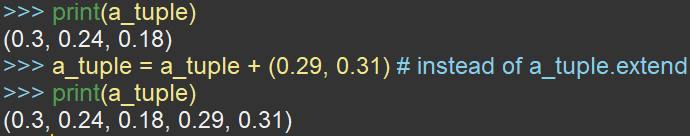 >>> print(a_tuple)
(0.3, 0.24, 0.18)
>>> a_tuple = a_tuple + (0.29, 0.31) # instead of a_tuple.extend
>>> print(a_tuple)
(0.3, 0.24, 0.18, 0.29, 0.31)